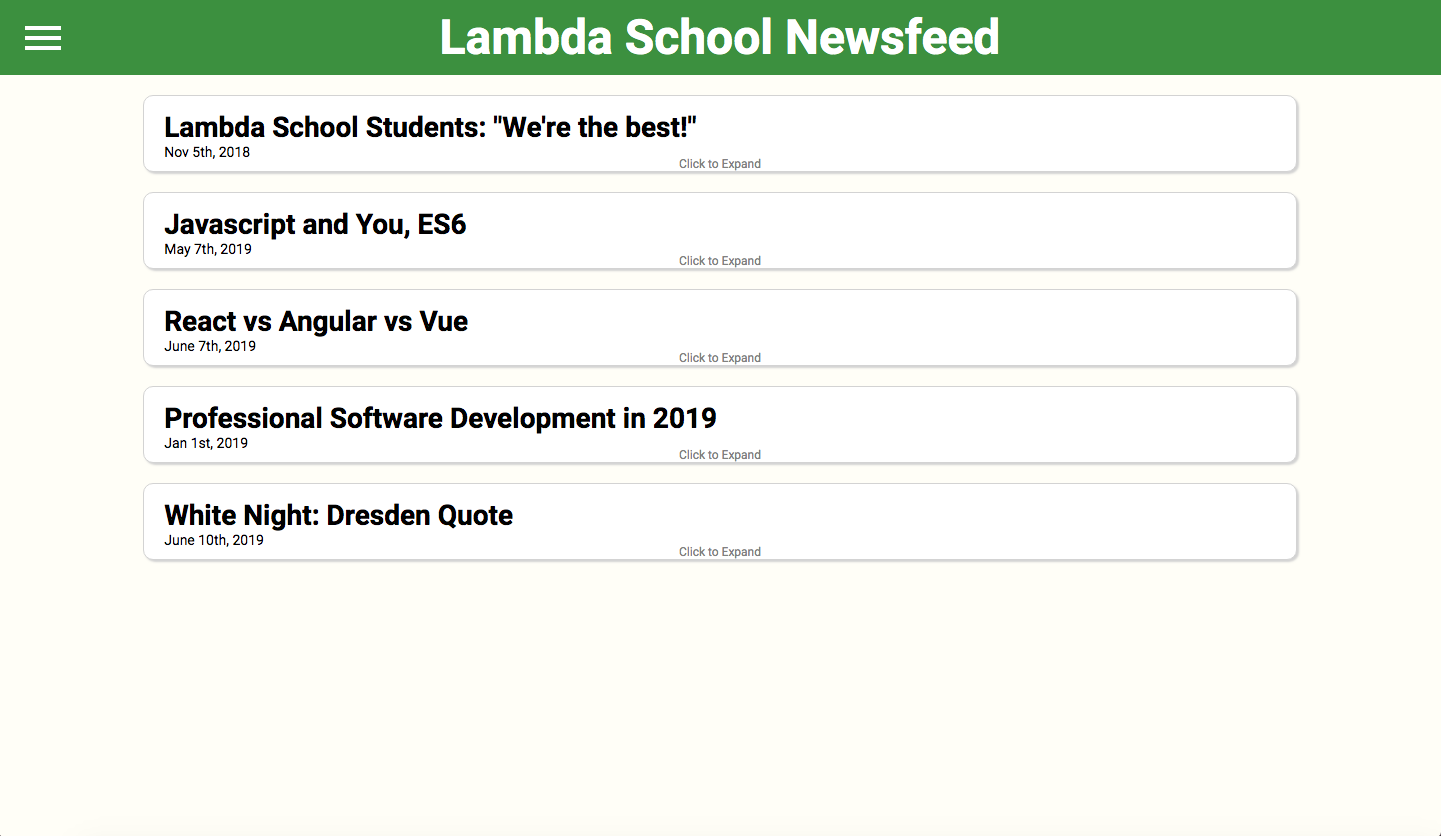 Lambda School Newsfeed
Lambda School Students: "We're the best!"
Nov 5th, 2018
Click to Expand
Javascript and You, ES6
May 7th, 2019
Click to Expand
React vs Angular vs Vue
June 7th, 2019
Click to Expand
Professional Software Development in 2019
Jan 1st, 2019
Click to Expand
White Night: Dresden Quote
June 10th, 2019
Click to Expand